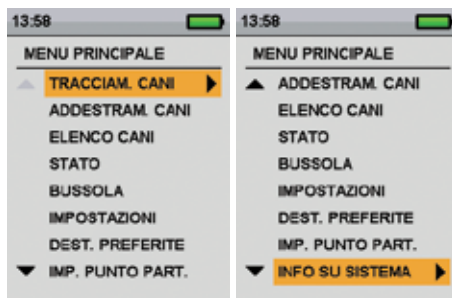 13:58
MENU PRINCIPALE
TRACCIAM. CANI
ADDESTRAM. CANI
ELENCO CANI
STATO
BUSSOLA
IMPOSTAZIONI
DEST. PREFERITE
IMP. PUNTO PART.
13:58
MENU PRINCIPALE
ADDESTRAM. CANI
ELENCO CANI
STATO
BUSSOLA
IMPOSTAZIONI
DEST. PREFERITE
IMP. PUNTO PART.
INFO SU SISTEMA